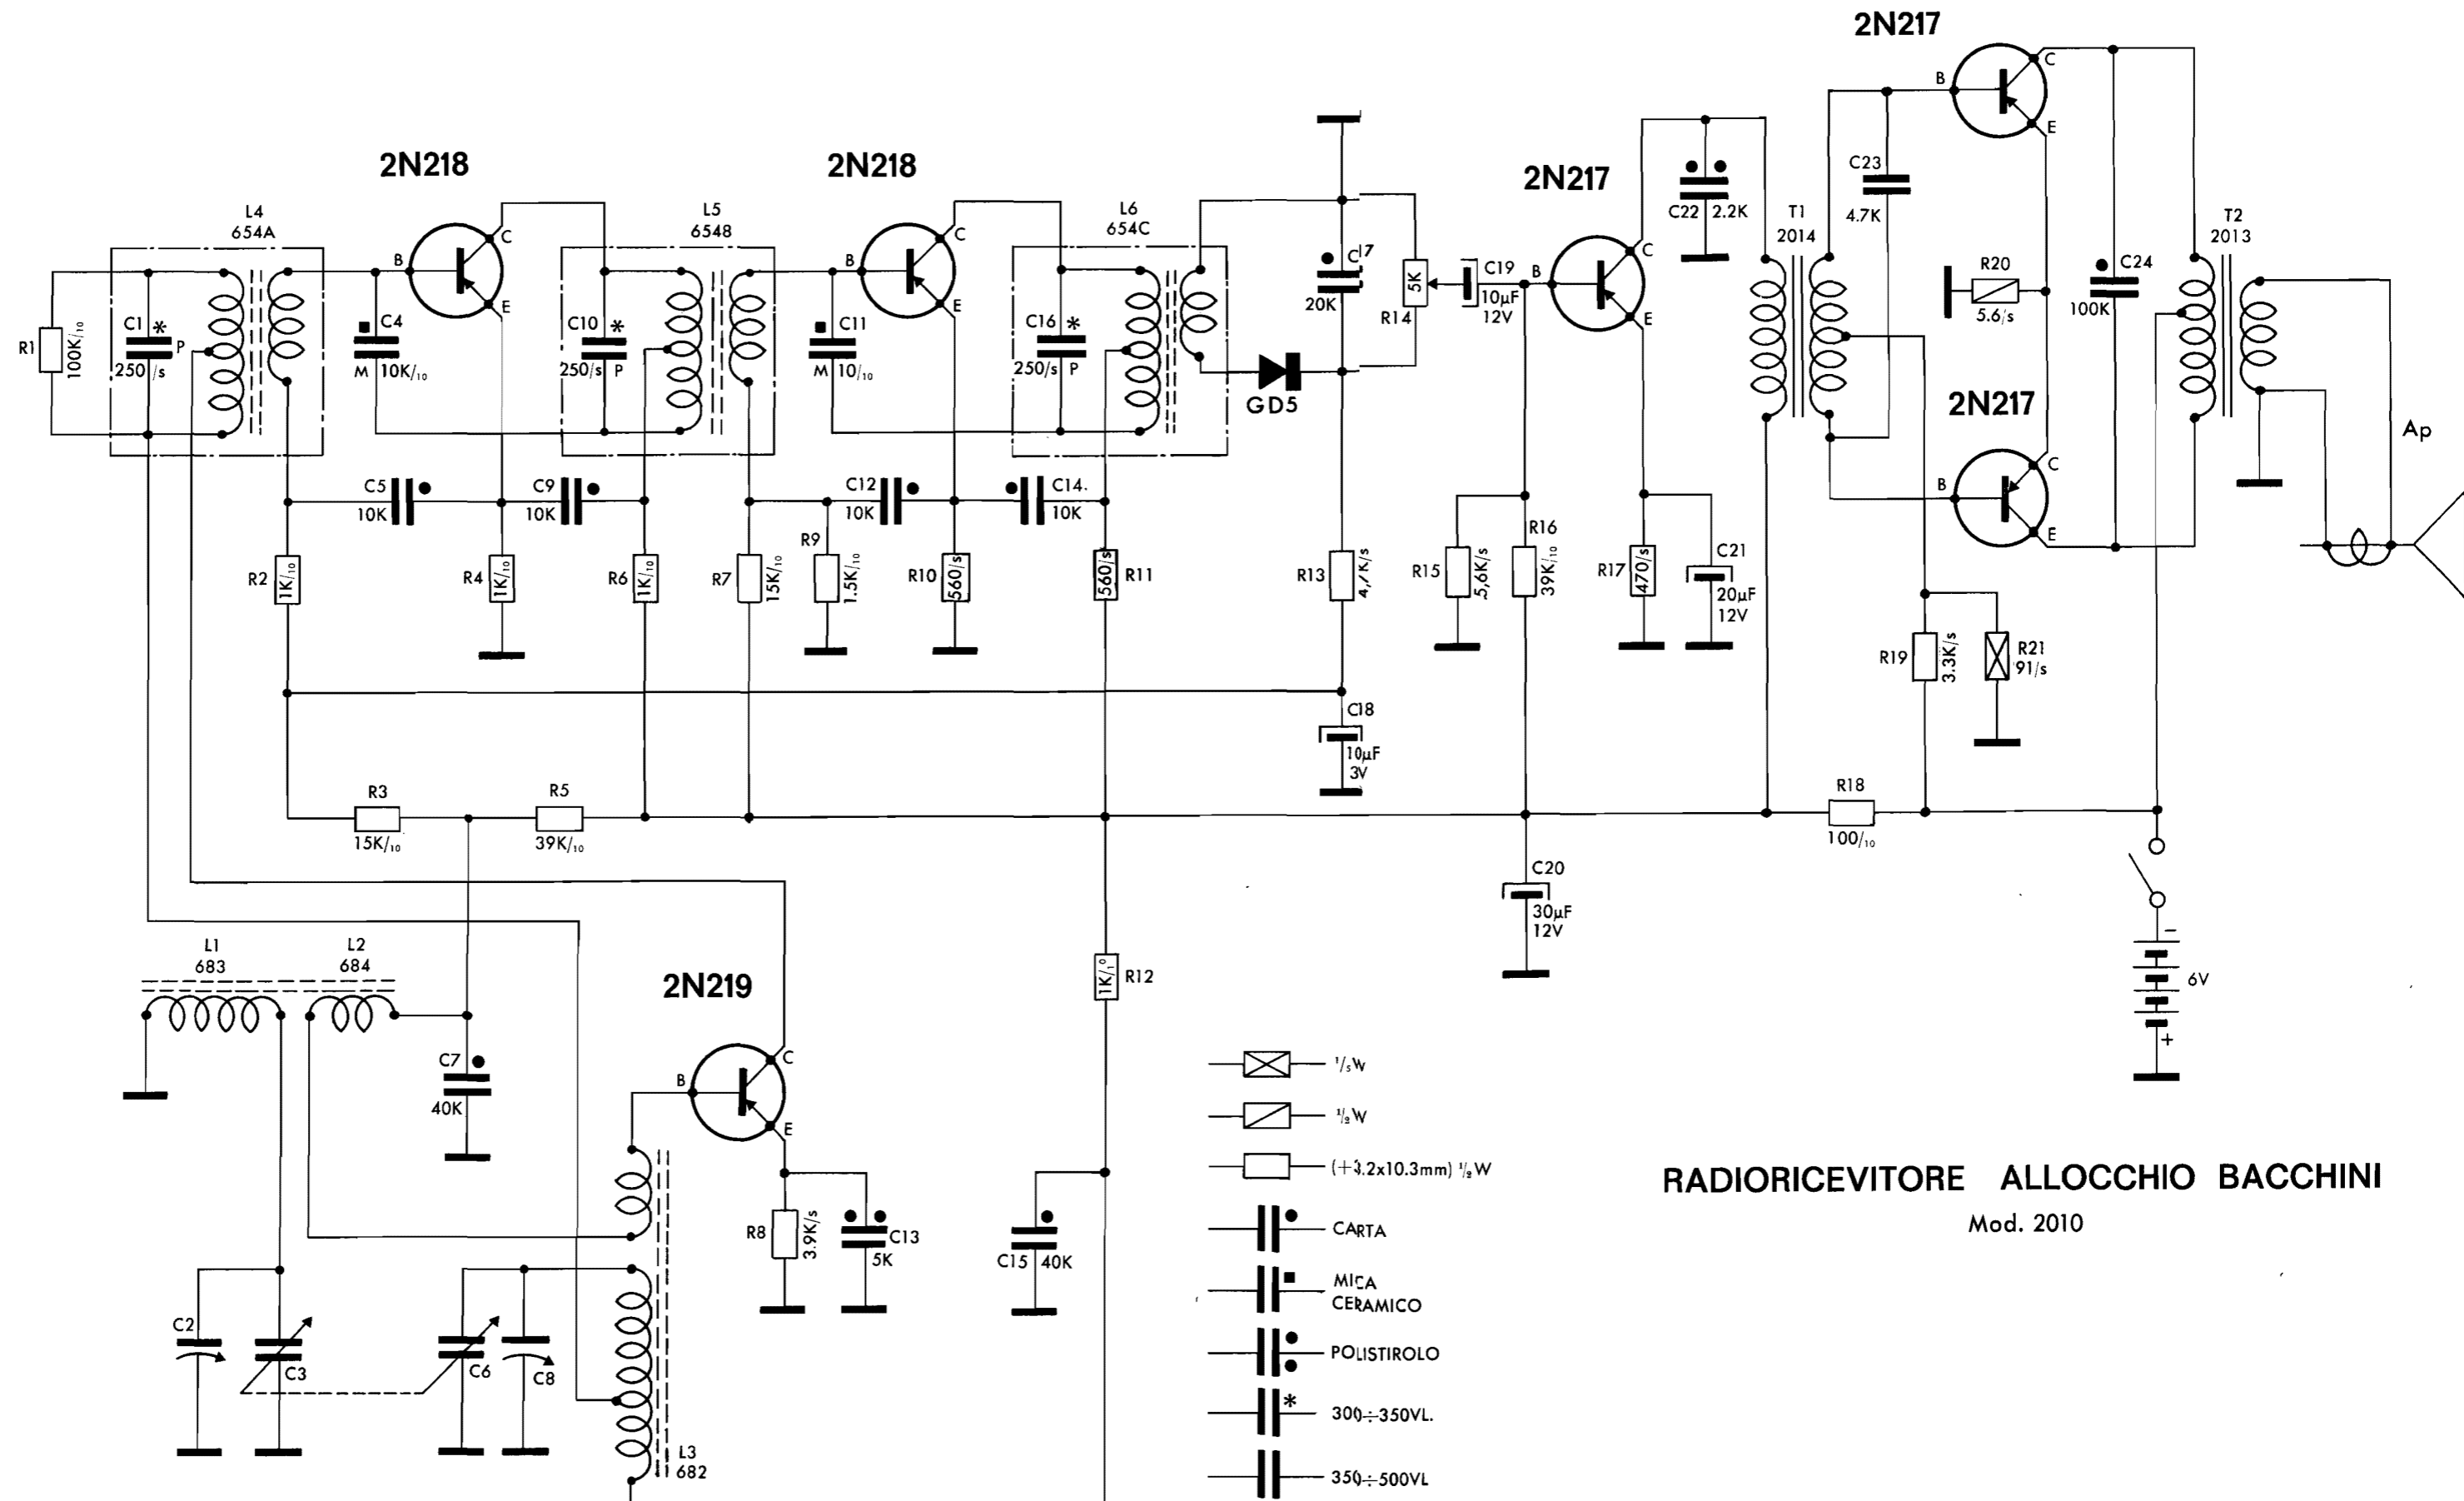 2N217
2N218
2N218
2N217
L4
654A
B
C
E
R1
100K/10
C1 *
P
250/s
C4
M 10K/10
L5
6548
B
C
E
C10 *
250/s P
C11
M 10/10
L6
654C
C16 *
250/s P
GD5
20K
5K
R14
C19
10µF
12V
B
C
E
C22 2.2K
T1
2014
C23
4.7K
B
C
E
R20
5.6/s
C24
100K
T2
2013
2N217
B
C
E
Ap
C5
10K
C9
10K
C12
10K
C14.
10K
R2
1K/10
R4
1K/10
R6
1K/10
R7
15K/10
R9
1.5K/10
R10
560/s
R11
560/s
R13
R15
5,6K/s
R16
39K/10
R17
470/s
C21
20µF
12V
R19
3.3K/s
R21
91/s
C18
10µF
3V
R3
15K/10
R5
39K/10
R18
100/10
C20
30µF
12V
6V
−
+
L1
683
L2
684
C7
40K
2N219
B
C
E
R12
1K/10
R8
3.9K/s
C13
5K
C15 40K
C2
C3
C6
C8
L3
682
1/5W
1/2W
(+3.2x10.3mm) 1/2W
CARTA
MICA
CERAMICO
POLISTIROLO
* 300÷350VL.
350÷500VL
RADIORICEVITORE ALLOCCHIO BACCHINI
Mod. 2010